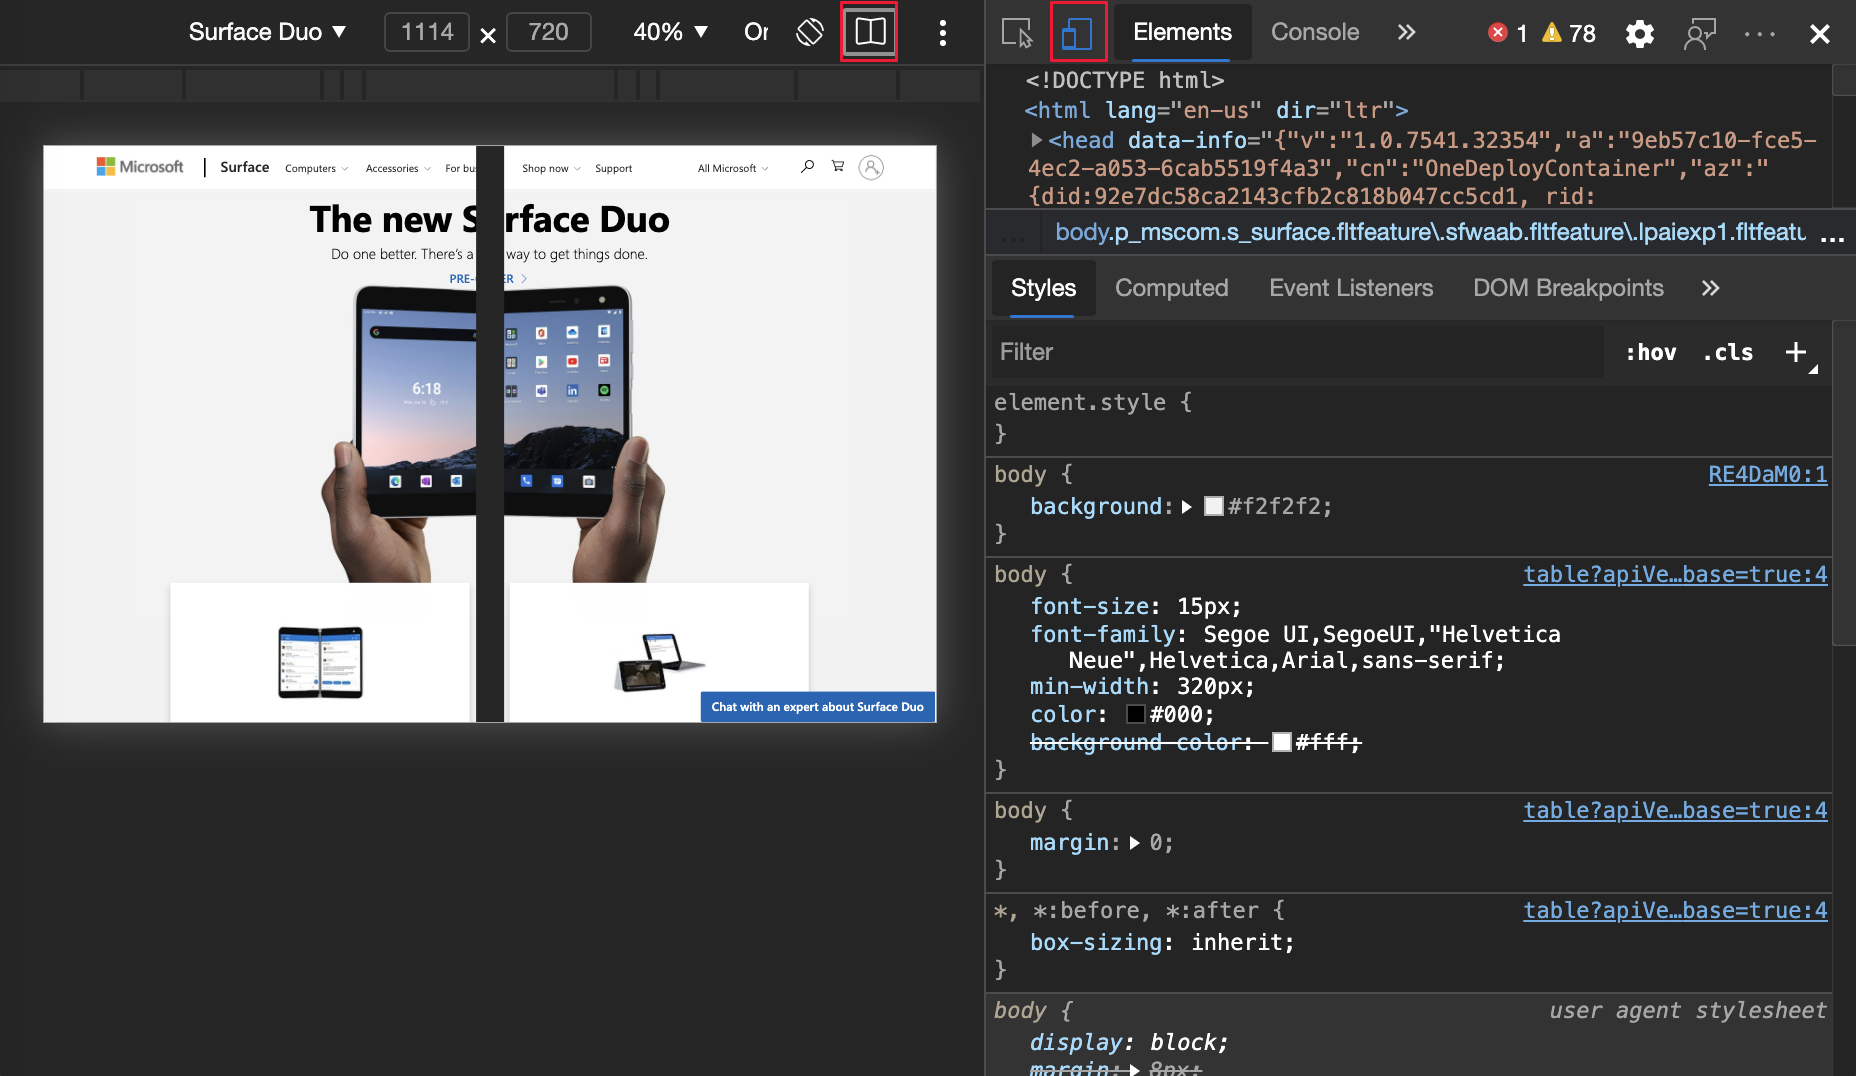 Surface Duo ▼ 1114 × 720 40% ▼ Or
Elements Console » 1 78 ··· ×
<!DOCTYPE html>
<html lang="en-us" dir="ltr">
▶<head data-info="{"v":"1.0.7541.32354","a":"9eb57c10-fce5-
4ec2-a053-6cab5519f4a3","cn":"OneDeployContainer","az":"
{did:92e7dc58ca2143cfb2c818b047cc5cd1, rid:
... body.p_mscom.s_surface.fltfeature\.sfwaab.fltfeature\.lpaiexp1.fltfeatu ...
Styles Computed Event Listeners DOM Breakpoints »
Filter :hov .cls +
element.style {
}
body { RE4DaM0:1
background: ▶ #f2f2f2;
}
body { table?apiVe…base=true:4
font-size: 15px;
font-family: Segoe UI,SegoeUI,"Helvetica
Neue",Helvetica,Arial,sans-serif;
min-width: 320px;
color: #000;
background-color: #fff;
}
body { table?apiVe…base=true:4
margin: ▶ 0;
}
*, *:before, *:after { table?apiVe…base=true:4
box-sizing: inherit;
}
body { user agent stylesheet
display: block;
margin: ▶ 8px;
Microsoft | Surface Computers Accessories For bu Shop now Support All Microsoft
The new S rface Duo
Do one better. There's a way to get things done.
PRE- ER >
6:18
Chat with an expert about Surface Duo